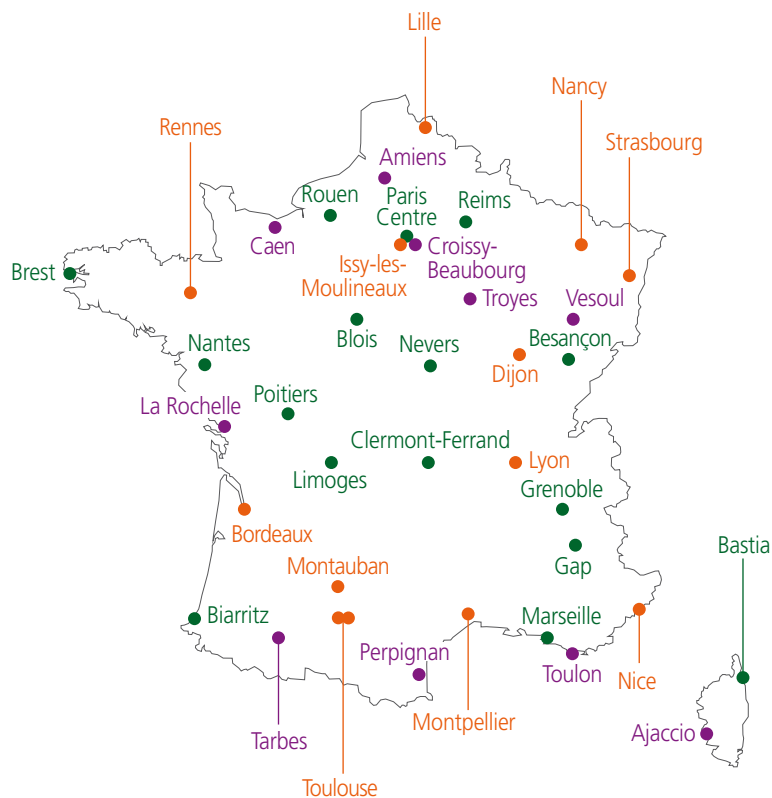 Lille
Nancy
Rennes
Strasbourg
Amiens
Rouen
Paris
Centre
Reims
Caen
Issy-les-
Moulineaux
Croissy-
Beaubourg
Brest
Troyes
Vesoul
Blois
Nantes
Nevers
Besançon
Dijon
La Rochelle
Poitiers
Clermont-Ferrand
Lyon
Limoges
Grenoble
Bordeaux
Gap
Bastia
Montauban
Biarritz
Marseille
Perpignan
Toulon
Nice
Montpellier
Ajaccio
Tarbes
Toulouse